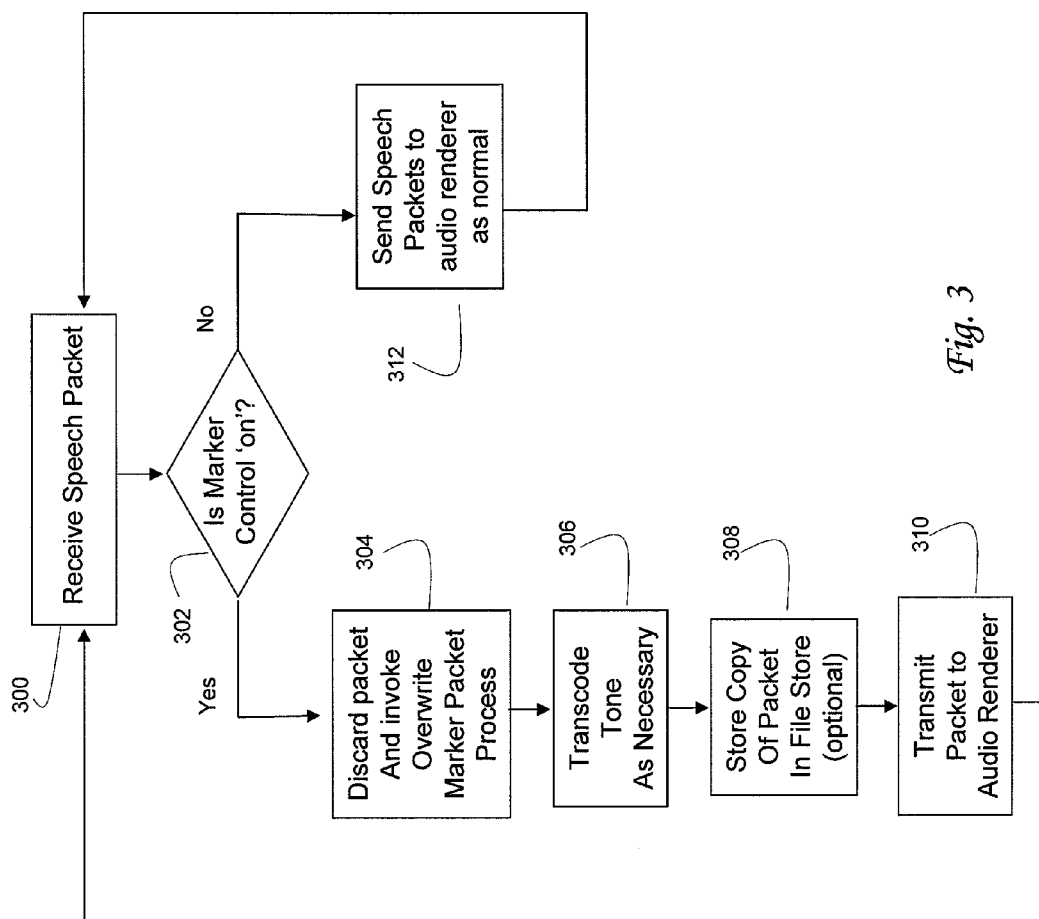 300
Receive Speech Packet
302
Is Marker
Control 'on'?
Yes
No
304
Discard packet
And invoke
Overwrite
Marker Packet
Process
306
Transcode
Tone
As Necessary
308
Store Copy
Of Packet
In File Store
(optional)
310
Transmit
Packet to
Audio Renderer
312
Send Speech
Packets to
audio renderer
as normal
Fig. 3